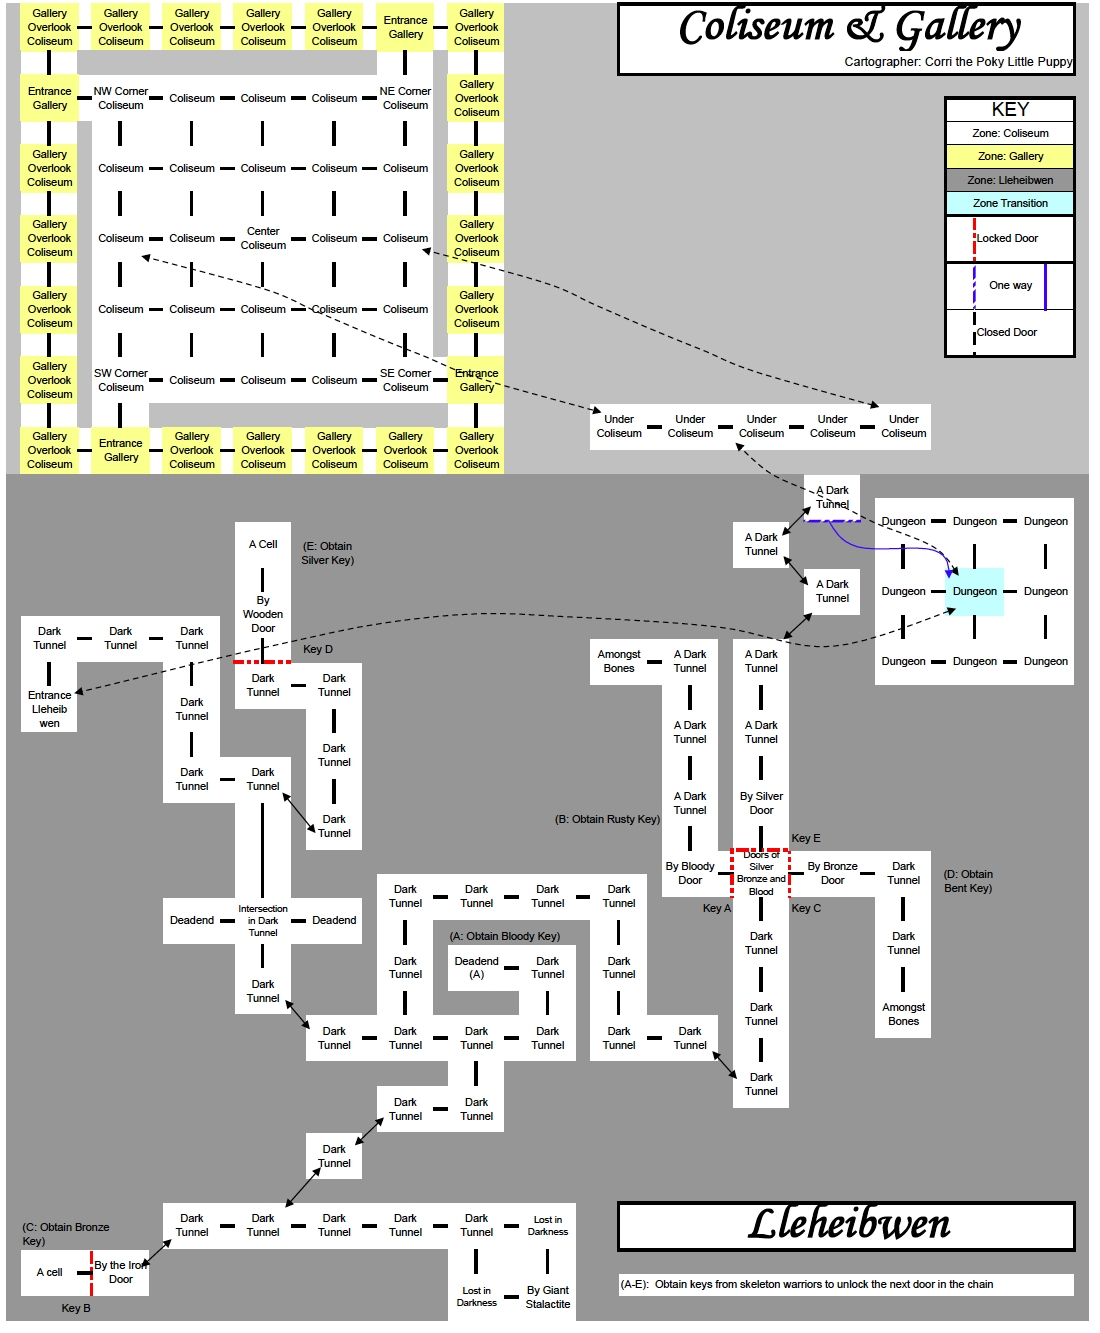 Coliseum & Gallery
Cartographer: Corri the Poky Little Puppy
KEY
Zone: Coliseum
Zone: Gallery
Zone: Lleheibwen
Zone Transition
Locked Door
One way
Closed Door
Gallery Gallery Gallery Gallery Gallery Entrance Gallery
Overlook Overlook Overlook Overlook Overlook Gallery Overlook
Coliseum Coliseum Coliseum Coliseum Coliseum Coliseum
Entrance NW Corner Coliseum Coliseum Coliseum NE Corner Gallery
Gallery Coliseum Coliseum Overlook
Coliseum
Gallery
Overlook Coliseum Coliseum Coliseum Coliseum Coliseum
Coliseum
Gallery
Overlook
Coliseum
Gallery
Overlook Coliseum Coliseum Center Coliseum Coliseum
Coliseum Coliseum
Gallery
Overlook
Coliseum
Gallery
Overlook Coliseum Coliseum Coliseum Coliseum Coliseum
Coliseum
Gallery
Overlook
Coliseum
Gallery SW Corner Coliseum Coliseum Coliseum SE Corner Entrance
Overlook Coliseum Coliseum Gallery
Coliseum
Gallery Entrance Gallery Gallery Gallery Gallery Gallery
Overlook Gallery Overlook Overlook Overlook Overlook Overlook
Coliseum Coliseum Coliseum Coliseum Coliseum Coliseum
Under Under Under Under Under
Coliseum Coliseum Coliseum Coliseum Coliseum
A Dark
Tunnel
A Dark
Tunnel
A Dark
Tunnel
Dungeon Dungeon Dungeon
Dungeon Dungeon Dungeon
Dungeon Dungeon Dungeon
A Cell
(E: Obtain
Silver Key)
By
Wooden
Door
Key D
Dark Dark Dark
Tunnel Tunnel Tunnel
Entrance
Lleheib
wen
Dark
Tunnel
Dark
Tunnel
Dark
Tunnel
Dark Dark
Tunnel Tunnel
Dark
Tunnel
Dark
Tunnel
Amongst
Bones
A Dark
Tunnel
A Dark
Tunnel
A Dark
Tunnel
(B: Obtain Rusty Key)
By Bloody
Door
A Dark
Tunnel
A Dark
Tunnel
By Silver
Door
Key E
Doors of
Silver
Bronze and
Blood
By Bronze
Door
Dark
Tunnel
(D: Obtain
Bent Key)
Key A
Key C
Dark
Tunnel
Amongst
Bones
Dark
Tunnel
Dark
Tunnel
Dark
Tunnel
Deadend
Intersection
in Dark
Tunnel
Deadend
Dark
Tunnel
Dark Dark Dark Dark
Tunnel Tunnel Tunnel Tunnel
(A: Obtain Bloody Key)
Dark
Tunnel
Deadend
(A)
Dark
Tunnel
Dark
Tunnel
Dark Dark Dark Dark Dark Dark
Tunnel Tunnel Tunnel Tunnel Tunnel Tunnel
Dark Dark
Tunnel Tunnel
Dark
Tunnel
Dark Dark Dark Dark Dark Lost in
Tunnel Tunnel Tunnel Tunnel Tunnel Darkness
(C: Obtain Bronze
Key)
A cell
By the Iron
Door
Key B
Lost in
Darkness
By Giant
Stalactite
Lleheibwen
(A-E): Obtain keys from skeleton warriors to unlock the next door in the chain